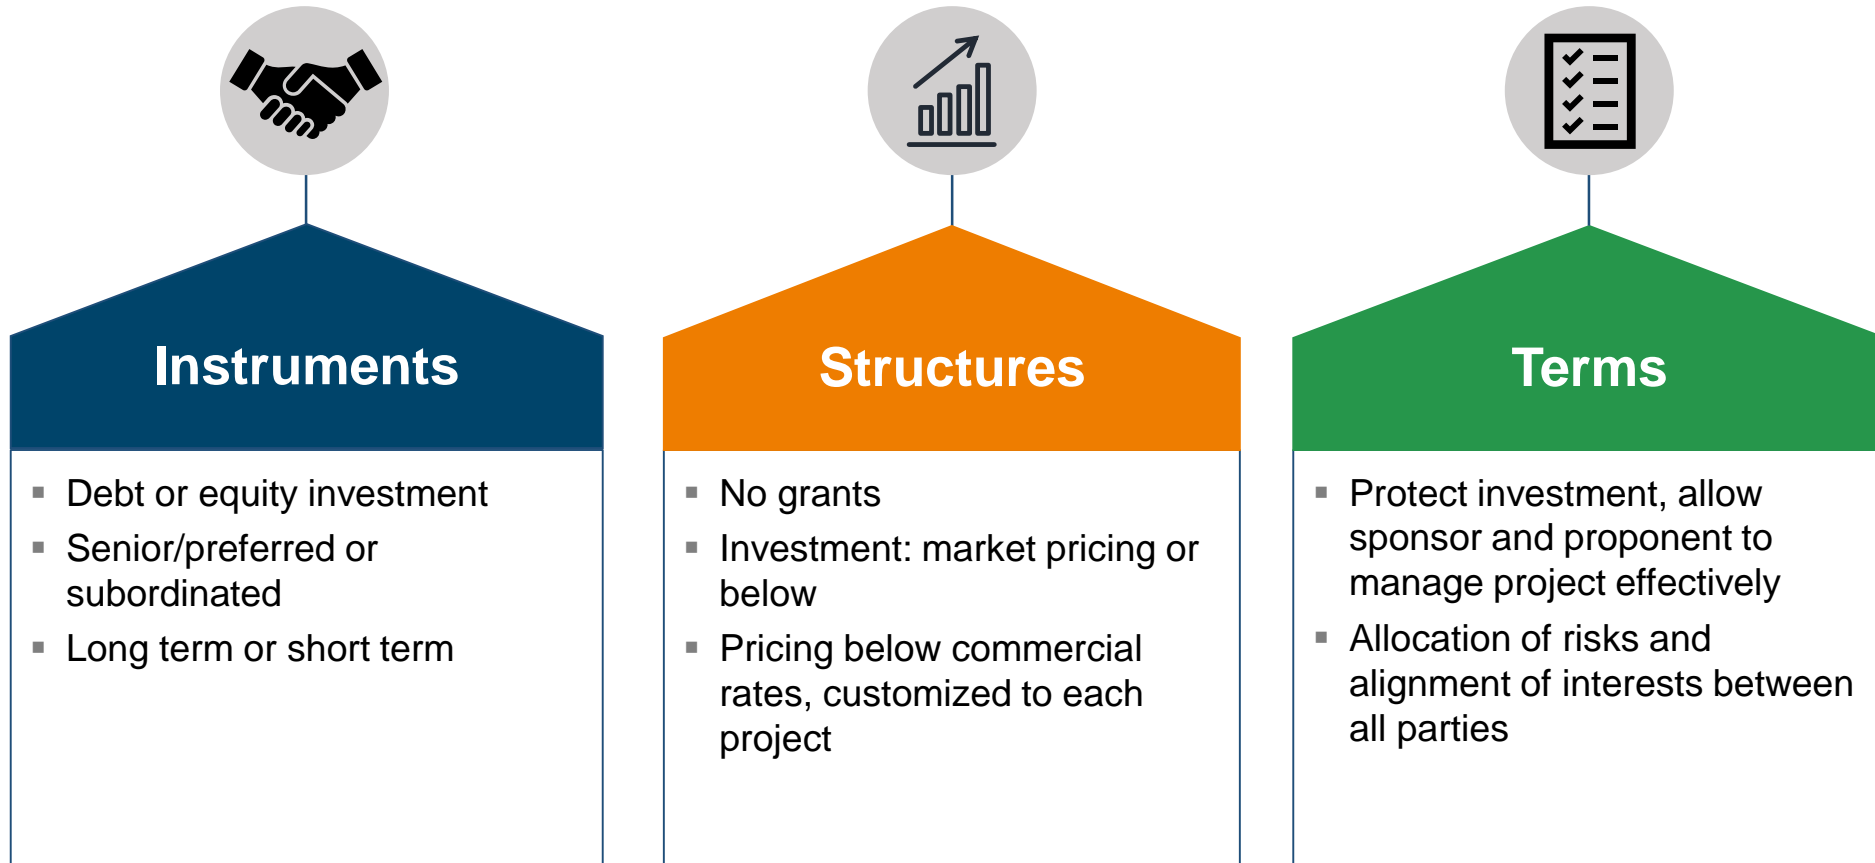 Instruments
▪ Debt or equity investment
▪ Senior/preferred or
subordinated
▪ Long term or short term
Structures
▪ No grants
▪ Investment: market pricing or
below
▪ Pricing below commercial
rates, customized to each
project
Terms
▪ Protect investment, allow
sponsor and proponent to
manage project effectively
▪ Allocation of risks and
alignment of interests between
all parties